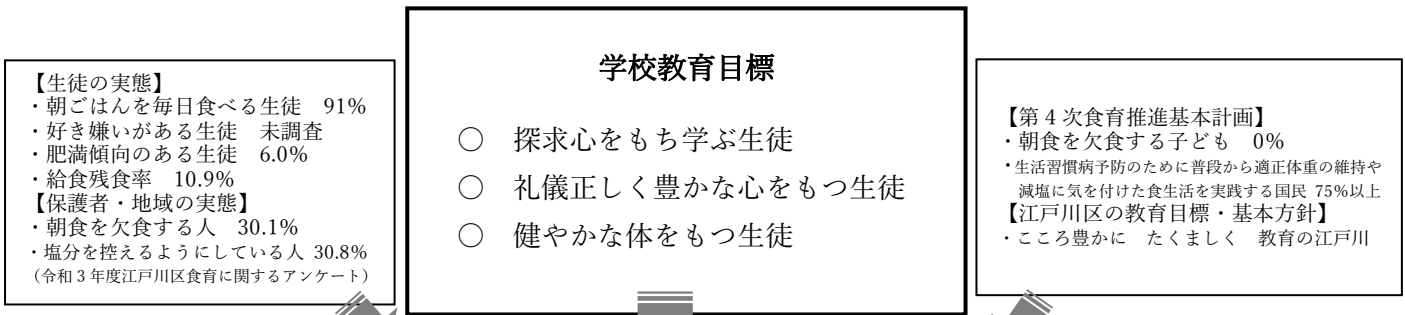 【生徒の実態】
・朝ごはんを毎日食べる生徒　91%
・好き嫌いがある生徒　未調査
・肥満傾向のある生徒　6.0%
・給食残食率　10.9%
【保護者・地域の実態】
・朝食を欠食する人　30.1%
・塩分を控えるようにしている人 30.8%
（令和3年度江戸川区食育に関するアンケート）
学校教育目標
○　探求心をもち学ぶ生徒
○　礼儀正しく豊かな心をもつ生徒
○　健やかな体をもつ生徒
【第4次食育推進基本計画】
・朝食を欠食する子ども　0%
・生活習慣病予防のために普段から適正体重の維持や
減塩に気を付けた食生活を実践する国民 75%以上
【江戸川区の教育目標・基本方針】
・こころ豊かに　たくましく　教育の江戸川